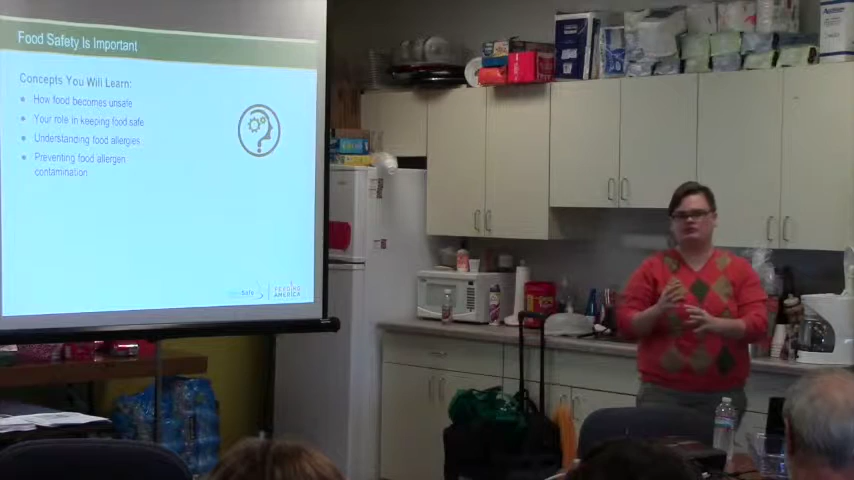 Food Safety Is Important
Concepts You Will Learn:
• How food becomes unsafe
• Your role in keeping food safe
• Understanding food allergies
• Preventing food allergen
contamination
FEEDING
AMERICA